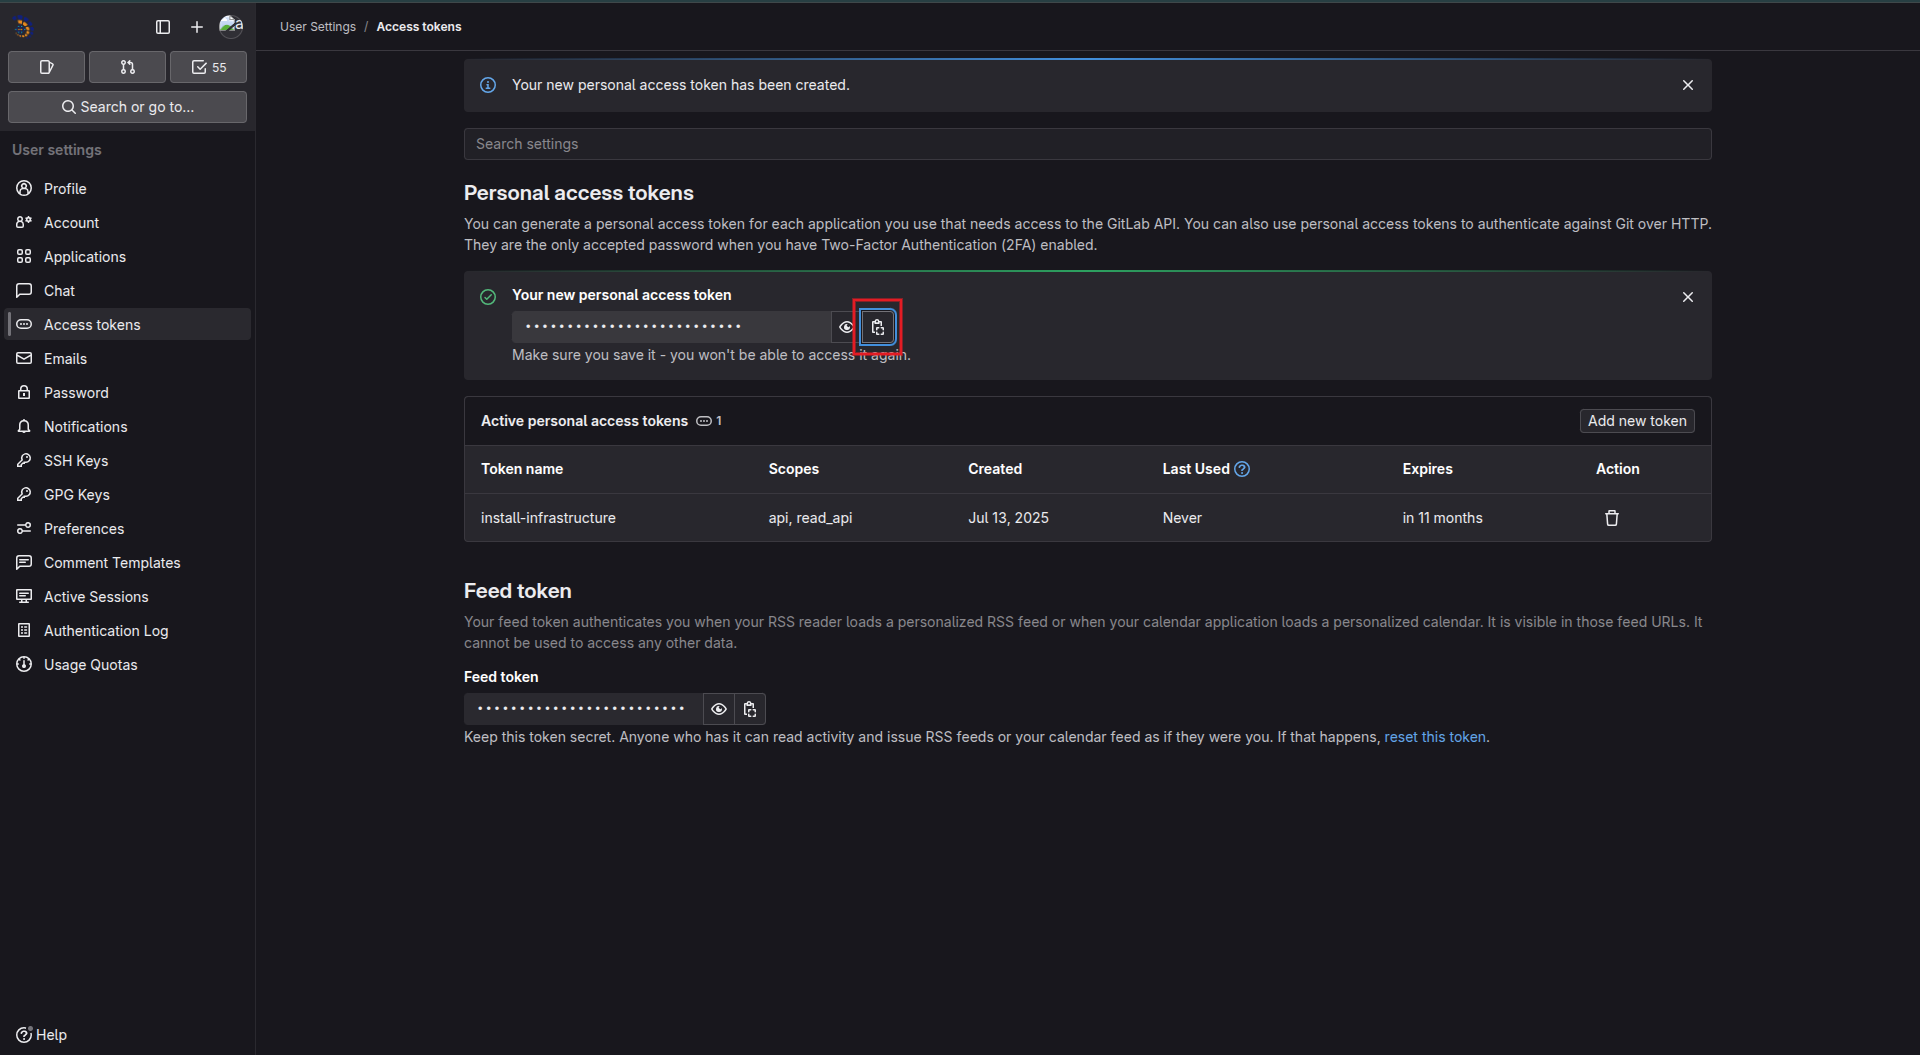 User Settings / Access tokens
55
Search or go to...
User settings
Profile
Account
Applications
Chat
Access tokens
Emails
Password
Notifications
SSH Keys
GPG Keys
Preferences
Comment Templates
Active Sessions
Authentication Log
Usage Quotas
Help
Your new personal access token has been created.
Search settings
Personal access tokens
You can generate a personal access token for each application you use that needs access to the GitLab API. You can also use personal access tokens to authenticate against Git over HTTP.
They are the only accepted password when you have Two-Factor Authentication (2FA) enabled.
Your new personal access token
Make sure you save it - you won't be able to access it again.
Active personal access tokens 1
Add new token
Token name Scopes Created Last Used Expires Action
install-infrastructure api, read_api Jul 13, 2025 Never in 11 months
Feed token
Your feed token authenticates you when your RSS reader loads a personalized RSS feed or when your calendar application loads a personalized calendar. It is visible in those feed URLs. It
cannot be used to access any other data.
Feed token
Keep this token secret. Anyone who has it can read activity and issue RSS feeds or your calendar feed as if they were you. If that happens, reset this token.